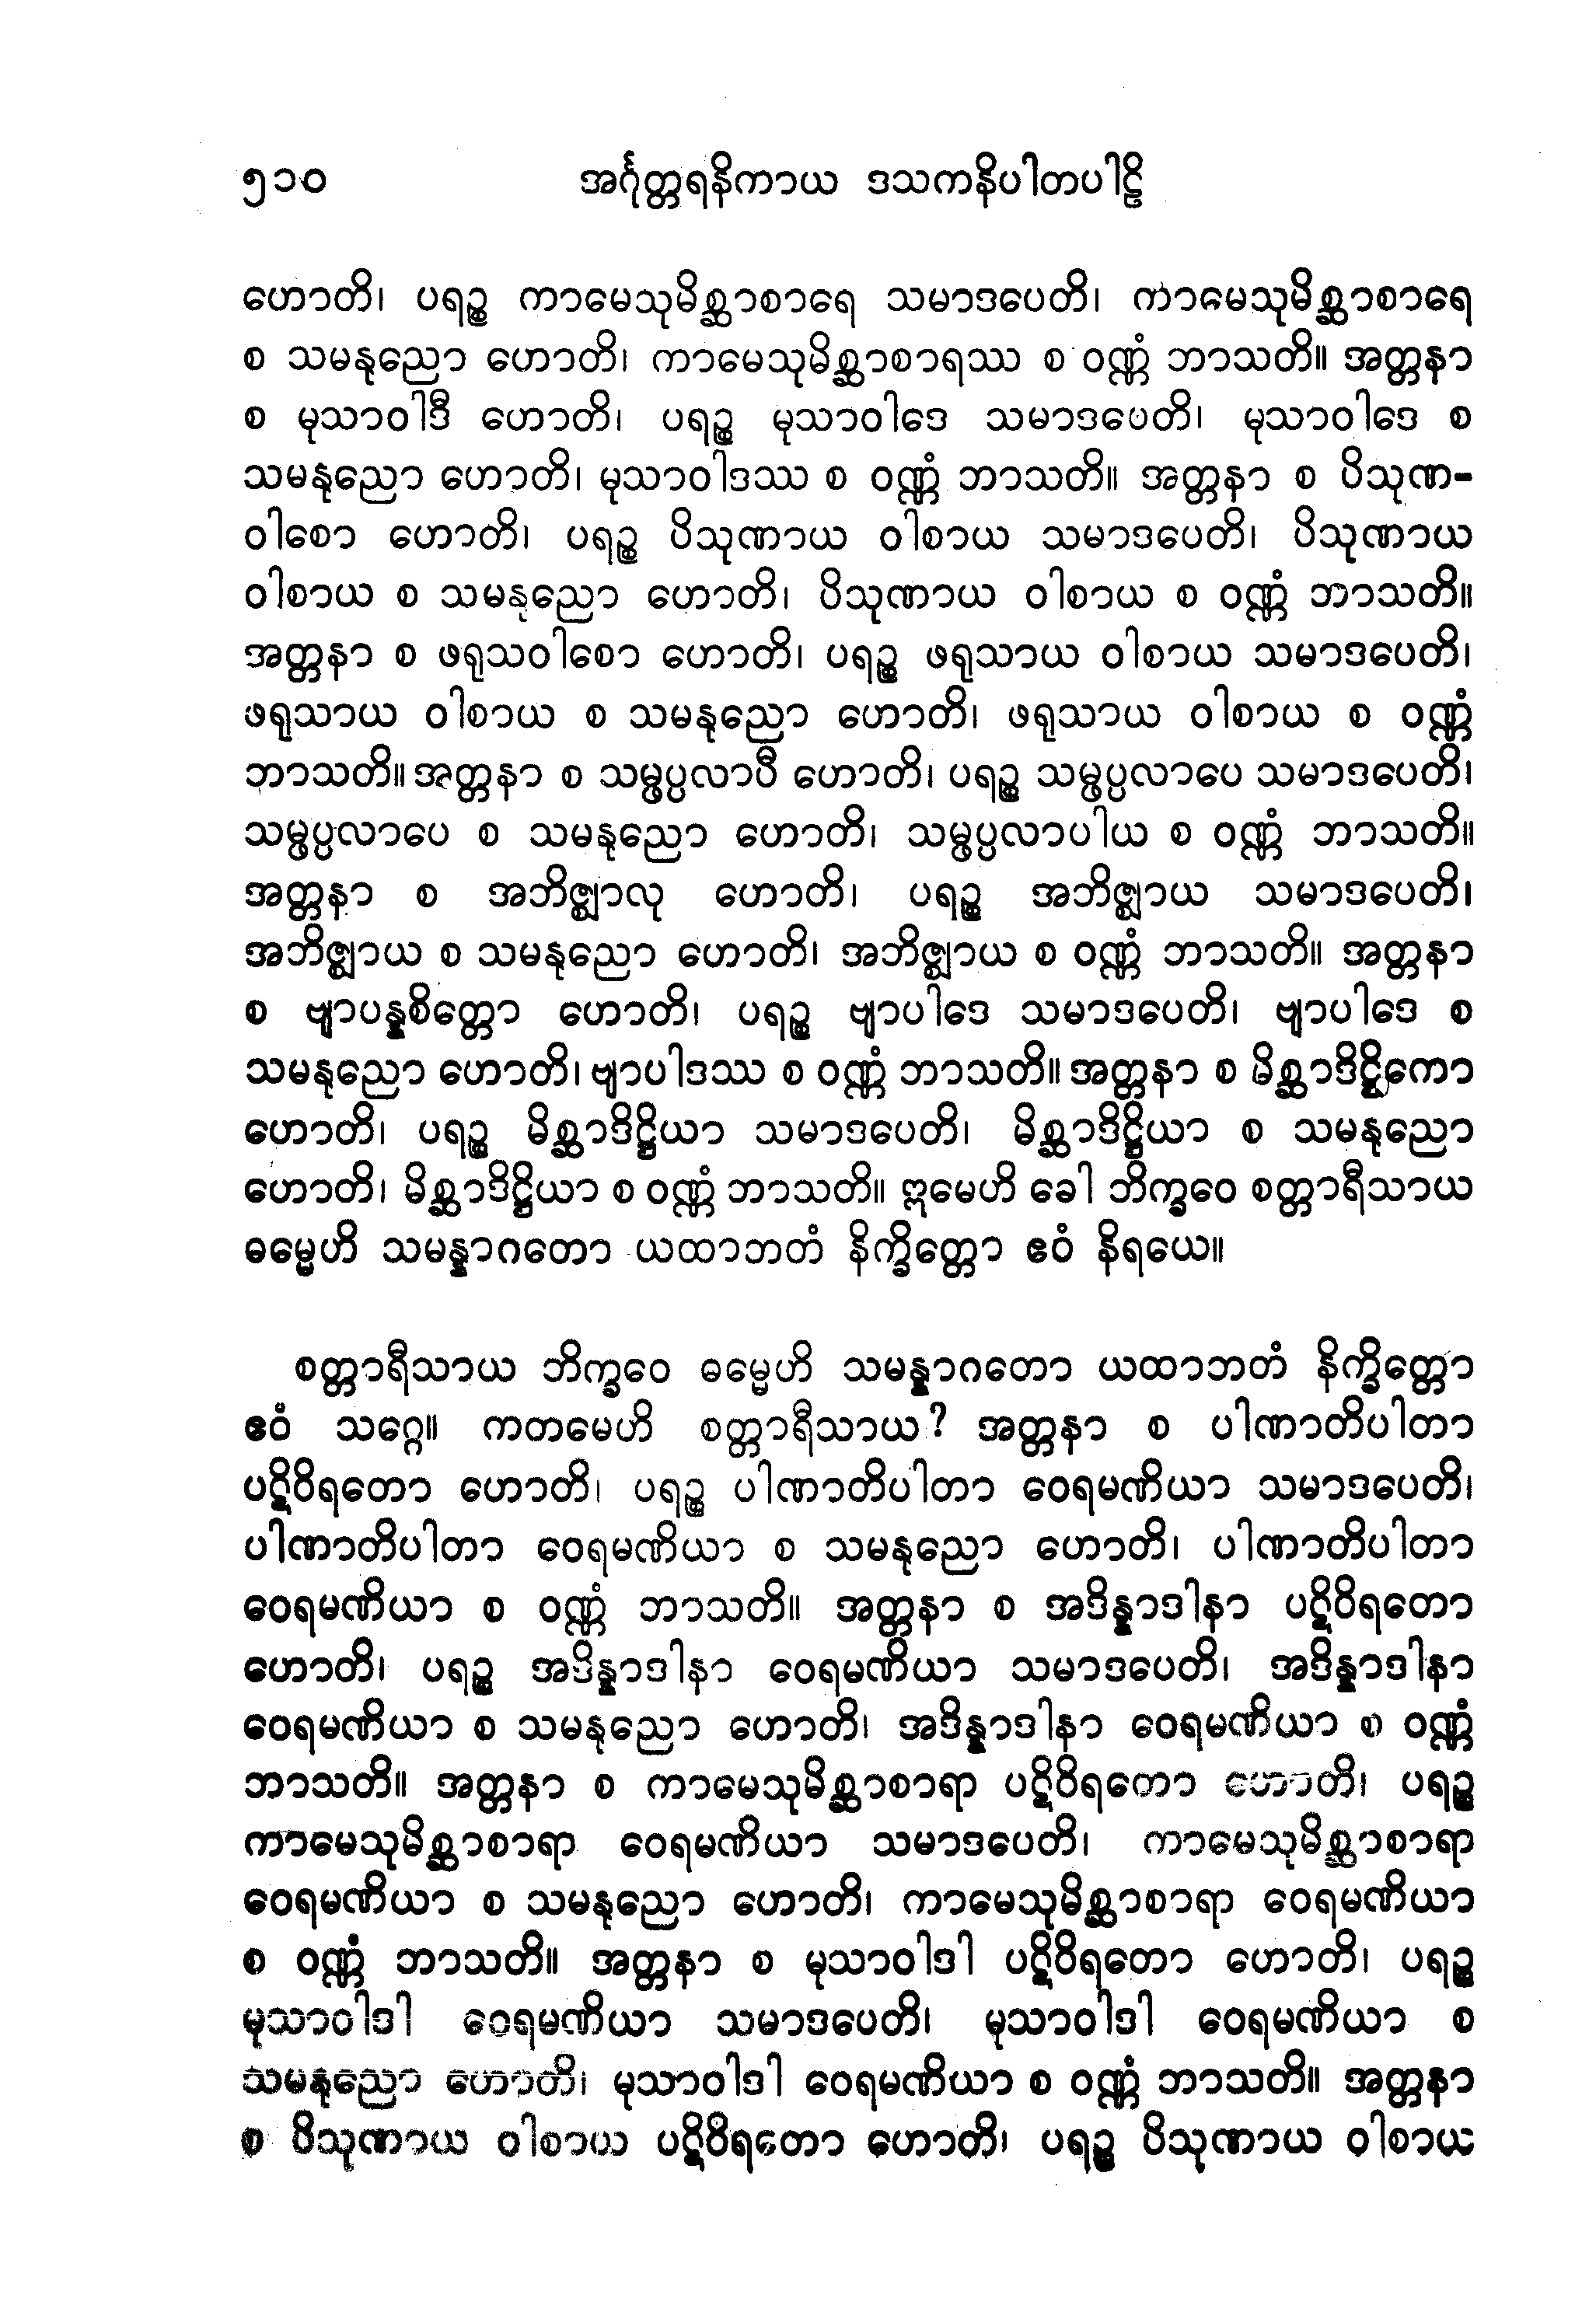 ၅၁၀ အင်္ဂုတ္တရနိကာယ ဒသကနိပါတပါဠိ
ဟောတိ၊ ပရဉ္စ ကာမေသုမိစ္ဆာစာရေ သမာဒပေတိ၊ ကာမေသုမိစ္ဆာစာရေ
စ သမနုညော ဟောတိ၊ ကာမေသုမိစ္ဆာစာရဿ စ ဝဏ္ဏံ ဘာသတိ။ အတ္တနာ
စ မုသာဝါဒီ ဟောတိ၊ ပရဉ္စ မုသာဝါဒေ သမာဒပေတိ၊ မုသာဝါဒေ စ
သမနုညော ဟောတိ၊ မုသာဝါဒဿ စ ဝဏ္ဏံ ဘာသတိ။ အတ္တနာ စ ပိသုဏ-
ဝါစော ဟောတိ၊ ပရဉ္စ ပိသုဏာယ ဝါစာယ သမာဒပေတိ၊ ပိသုဏာယ
ဝါစာယ စ သမနုညော ဟောတိ၊ ပိသုဏာယ ဝါစာယ စ ဝဏ္ဏံ ဘာသတိ။
အတ္တနာ စ ဖရုသဝါစော ဟောတိ၊ ပရဉ္စ ဖရုသာယ ဝါစာယ သမာဒပေတိ၊
ဖရုသာယ ဝါစာယ စ သမနုညော ဟောတိ၊ ဖရုသာယ ဝါစာယ စ ဝဏ္ဏံ
ဘာသတိ။ အတ္တနာ စ သမ္ဖပ္ပလာပီ ဟောတိ၊ ပရဉ္စ သမ္ဖပ္ပလာပေ သမာဒပေတိ၊
သမ္ဖပ္ပလာပေ စ သမနုညော ဟောတိ၊ သမ္ဖပ္ပလာပါယ စ ဝဏ္ဏံ ဘာသတိ။
အတ္တနာ စ အဘိဇ္ဈာလု ဟောတိ၊ ပရဉ္စ အဘိဇ္ဈာယ သမာဒပေတိ၊
အဘိဇ္ဈာယ စ သမနုညော ဟောတိ၊ အဘိဇ္ဈာယ စ ဝဏ္ဏံ ဘာသတိ။ အတ္တနာ
စ ဗျာပန္နစိတ္တော ဟောတိ၊ ပရဉ္စ ဗျာပါဒေ သမာဒပေတိ၊ ဗျာပါဒေ စ
သမနုညော ဟောတိ၊ ဗျာပါဒဿ စ ဝဏ္ဏံ ဘာသတိ။ အတ္တနာ စ မိစ္ဆာဒိဋ္ဌိကော
ဟောတိ၊ ပရဉ္စ မိစ္ဆာဒိဋ္ဌိယာ သမာဒပေတိ၊ မိစ္ဆာဒိဋ္ဌိယာ စ သမနုညော
ဟောတိ၊ မိစ္ဆာဒိဋ္ဌိယာ စ ဝဏ္ဏံ ဘာသတိ။ ဣမေဟိ ခေါ ဘိက္ခဝေ စတ္တာရီသာယ
ဓမ္မေဟိ သမန္နာဂတော ယထာဘတံ နိက္ခိတ္တော ဧဝံ နိရယေ။
စတ္တာရီသာယ ဘိက္ခဝေ ဓမ္မေဟိ သမန္နာဂတော ယထာဘတံ နိက္ခိတ္တော
ဧဝံ သဂ္ဂေ။ ကတမေဟိ စတ္တာရီသာယ? အတ္တနာ စ ပါဏာတိပါတာ
ပဋိဝိရတော ဟောတိ၊ ပရဉ္စ ပါဏာတိပါတာ ဝေရမဏိယာ သမာဒပေတိ၊
ပါဏာတိပါတာ ဝေရမဏိယာ စ သမနုညော ဟောတိ၊ ပါဏာတိပါတာ
ဝေရမဏိယာ စ ဝဏ္ဏံ ဘာသတိ။ အတ္တနာ စ အဒိန္နာဒါနာ ပဋိဝိရတော
ဟောတိ၊ ပရဉ္စ အဒိန္နာဒါနာ ဝေရမဏိယာ သမာဒပေတိ၊ အဒိန္နာဒါနာ
ဝေရမဏိယာ စ သမနုညော ဟောတိ၊ အဒိန္နာဒါနာ ဝေရမဏိယာ စ ဝဏ္ဏံ
ဘာသတိ။ အတ္တနာ စ ကာမေသုမိစ္ဆာစာရာ ပဋိဝိရတော ဟောတိ၊ ပရဉ္စ
ကာမေသုမိစ္ဆာစာရာ ဝေရမဏိယာ သမာဒပေတိ၊ ကာမေသုမိစ္ဆာစာရာ
ဝေရမဏိယာ စ သမနုညော ဟောတိ၊ ကာမေသုမိစ္ဆာစာရာ ဝေရမဏိယာ
စ ဝဏ္ဏံ ဘာသတိ။ အတ္တနာ စ မုသာဝါဒါ ပဋိဝိရတော ဟောတိ၊ ပရဉ္စ
မုသာဝါဒါ ဝေရမဏိယာ သမာဒပေတိ၊ မုသာဝါဒါ ဝေရမဏိယာ စ
သမနုညော ဟောတိ၊ မုသာဝါဒါ ဝေရမဏိယာ စ ဝဏ္ဏံ ဘာသတိ။ အတ္တနာ
စ ပိသုဏာယ ဝါစာယ ပဋိဝိရတော ဟောတိ၊ ပရဉ္စ ပိသုဏာယ ဝါစာယ